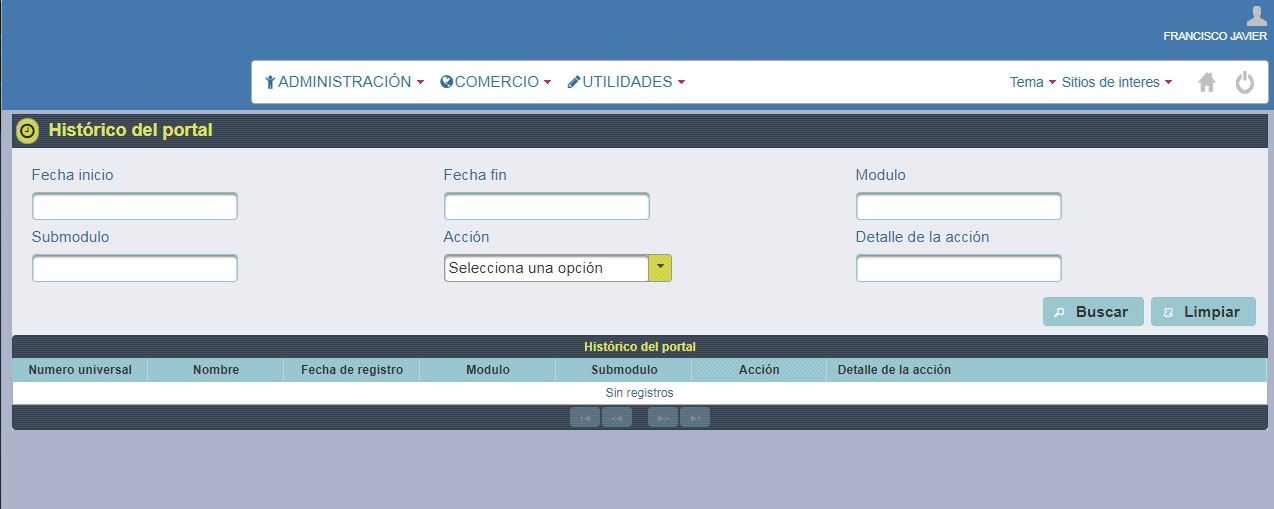 FRANCISCO JAVIER
ADMINISTRACIÓN COMERCIO UTILIDADES Tema Sitios de interes
Histórico del portal
Fecha inicio Fecha fin Modulo
Submodulo Acción Detalle de la acción
Selecciona una opción
Buscar Limpiar
Histórico del portal
Numero universal Nombre Fecha de registro Modulo Submodulo Acción Detalle de la acción
Sin registros